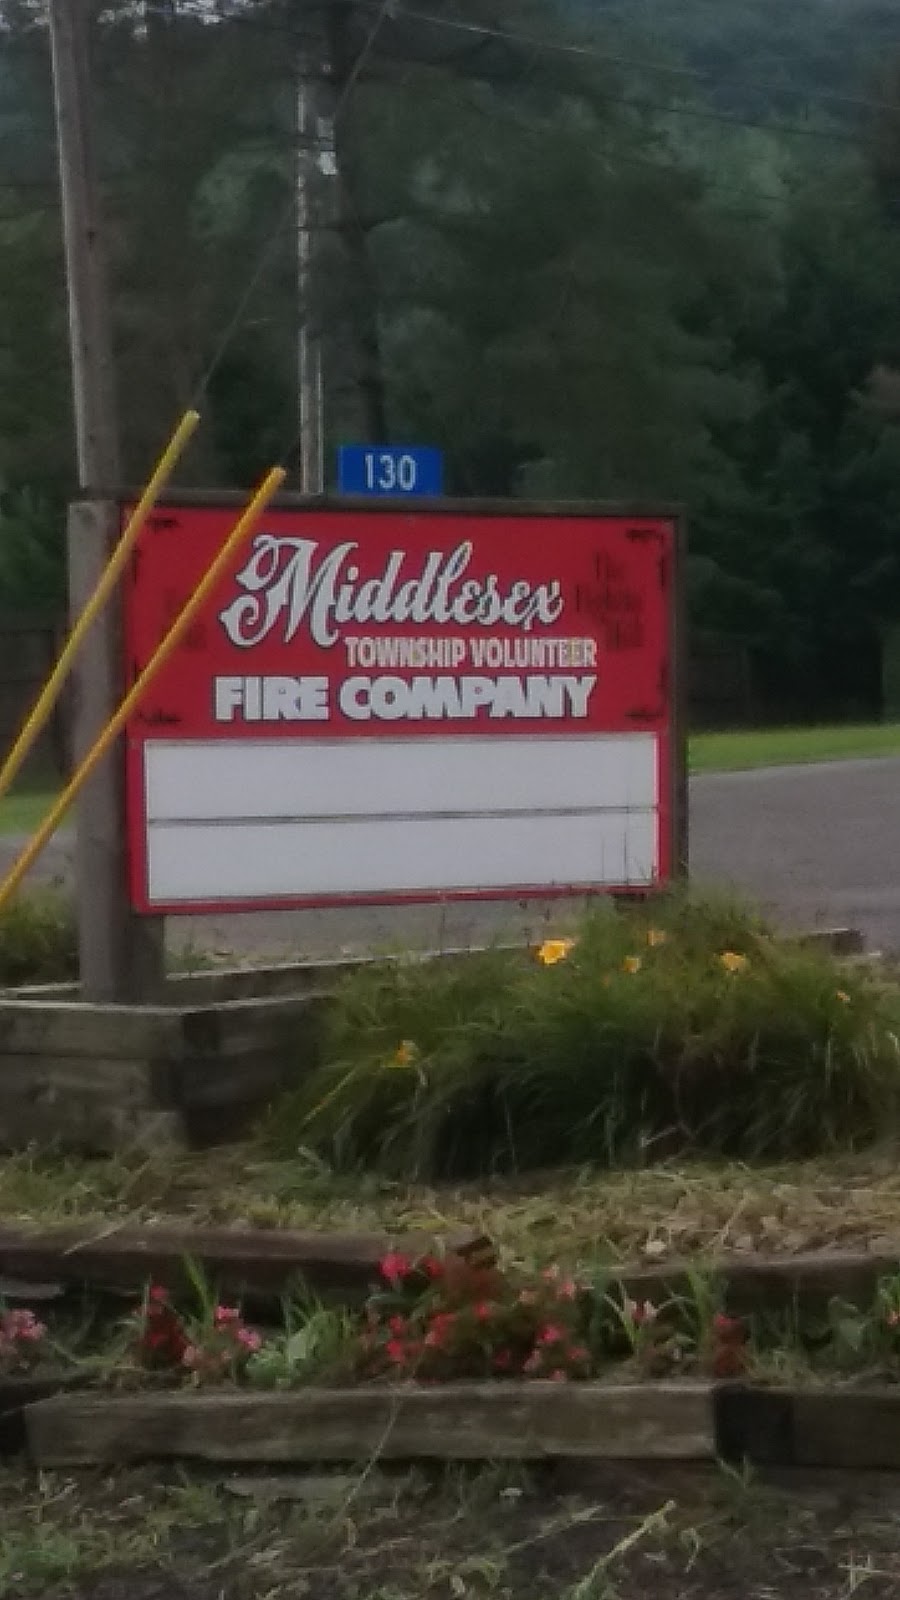 130
Middlesex
TOWNSHIP VOLUNTEER
FIRE COMPANY